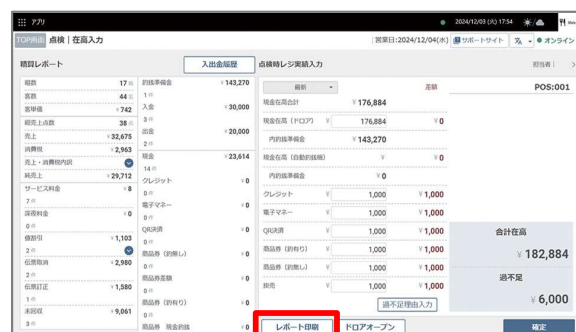 アプリ
2024/12/03 (火) 17:54
TOP画面 点検 | 在高入力
営業日:2024/12/04(水)
サポートサイト
オンライン
精算レポート
入出金履歴
点検時レジ実績入力
担当者
組数 17 組
客数 44 名
客単価 ¥742
総売上点数 38 点
売上 ¥32,675
消費税 ¥2,963
売上・消費税内訳
純売上 ¥29,712
サービス料金 ¥8
7 件
深夜料金 ¥0
0 件
値割引 ¥1,103
2 件
伝票取消 ¥2,980
2 件
伝票訂正 ¥1,580
1 件
未回収 ¥9,061
3 件
釣銭準備金 ¥143,270
1 件
入金 ¥30,000
3 件
出金 ¥20,000
2 件
現金 ¥23,614
14 件
クレジット ¥0
0 件
電子マネー ¥0
0 件
QR決済 ¥0
0 件
商品券（釣無し） ¥0
0 件
商品券差額 ¥0
0 件
商品券（釣有り） ¥0
0 件
商品券 現金釣銭 ¥0
最新
差額
現金在高合計 ¥176,884
現金在高（ドロア） ¥ 176,884 ¥0
内釣銭準備金 ¥143,270
現金在高（自動釣銭機） ¥ ¥0
内釣銭準備金 ¥0
クレジット ¥ 1,000 ¥1,000
電子マネー ¥ 1,000 ¥1,000
QR決済 ¥ 1,000 ¥1,000
商品券（釣有り） ¥ 1,000 ¥1,000
商品券（釣無し） ¥ 1,000 ¥1,000
掛売 ¥ 1,000 ¥1,000
過不足理由入力
レポート印刷
ドロアオープン
POS:001
合計在高
¥182,884
過不足
¥6,000
確定